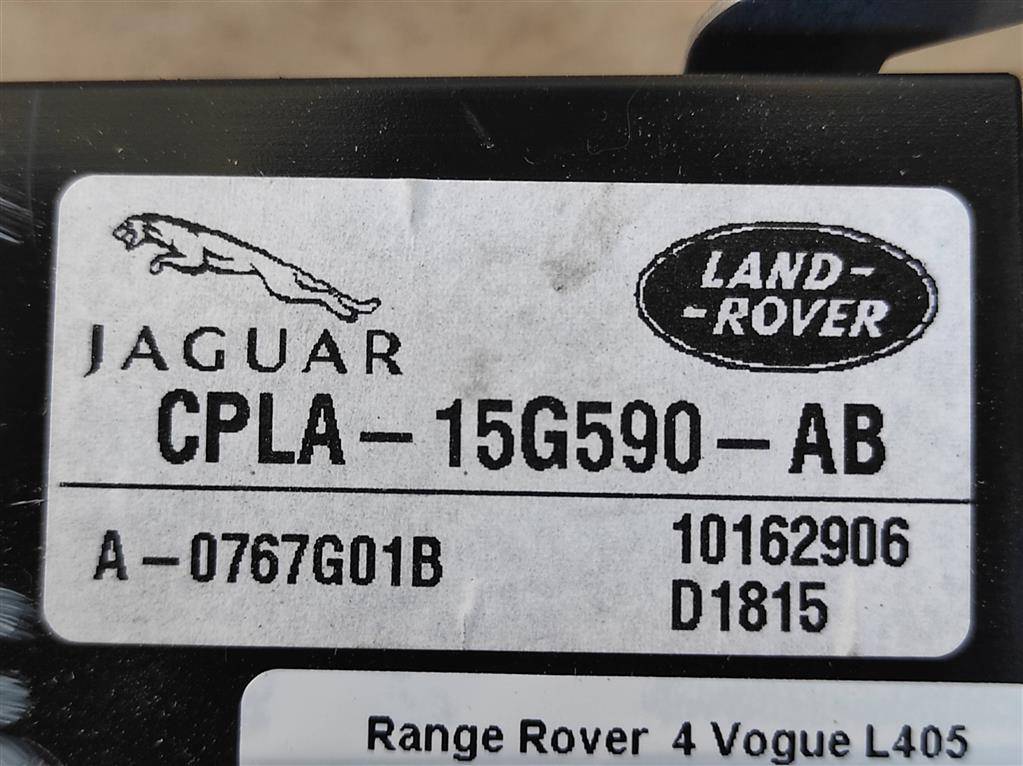 LAND-
-ROVER
JAGUAR
CPLA-15G590-AB
A-0767G01B
10162906
D1815
Range Rover 4 Vogue L405